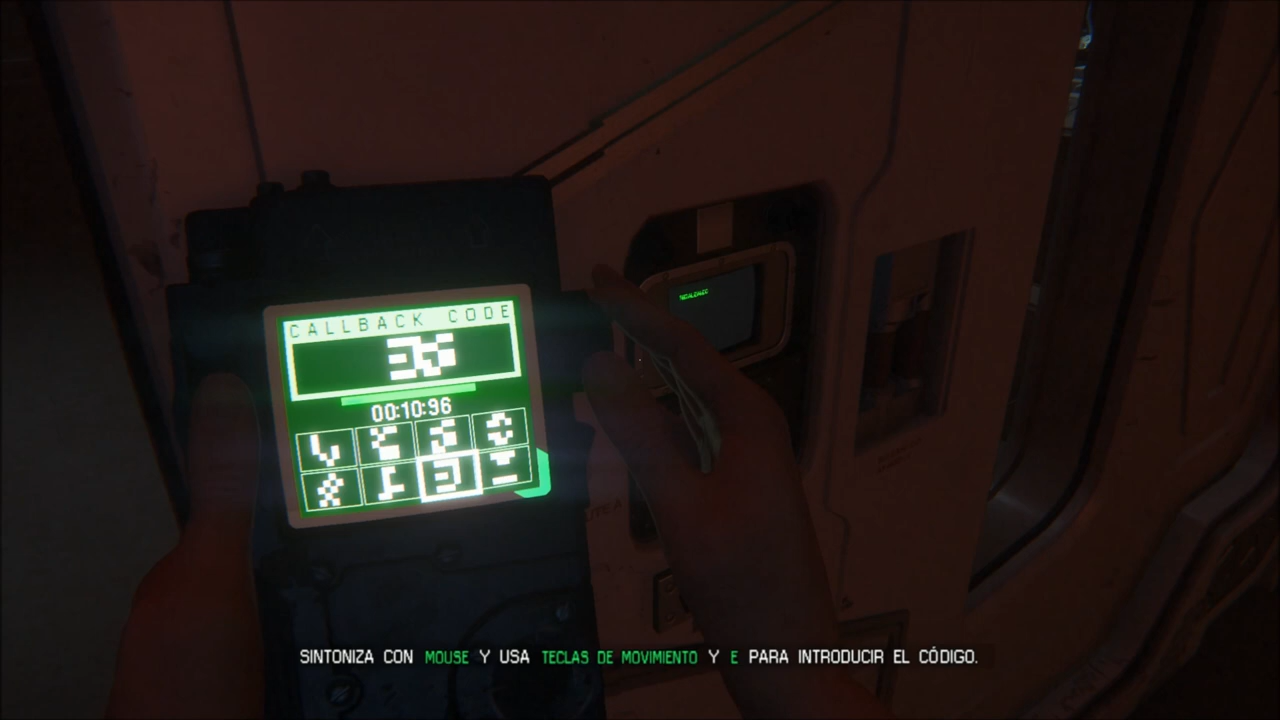 CALLBACK CODE
00:10:96
SINTONIZA CON MOUSE Y USA TECLAS DE MOVIMIENTO Y E PARA INTRODUCIR EL CÓDIGO.